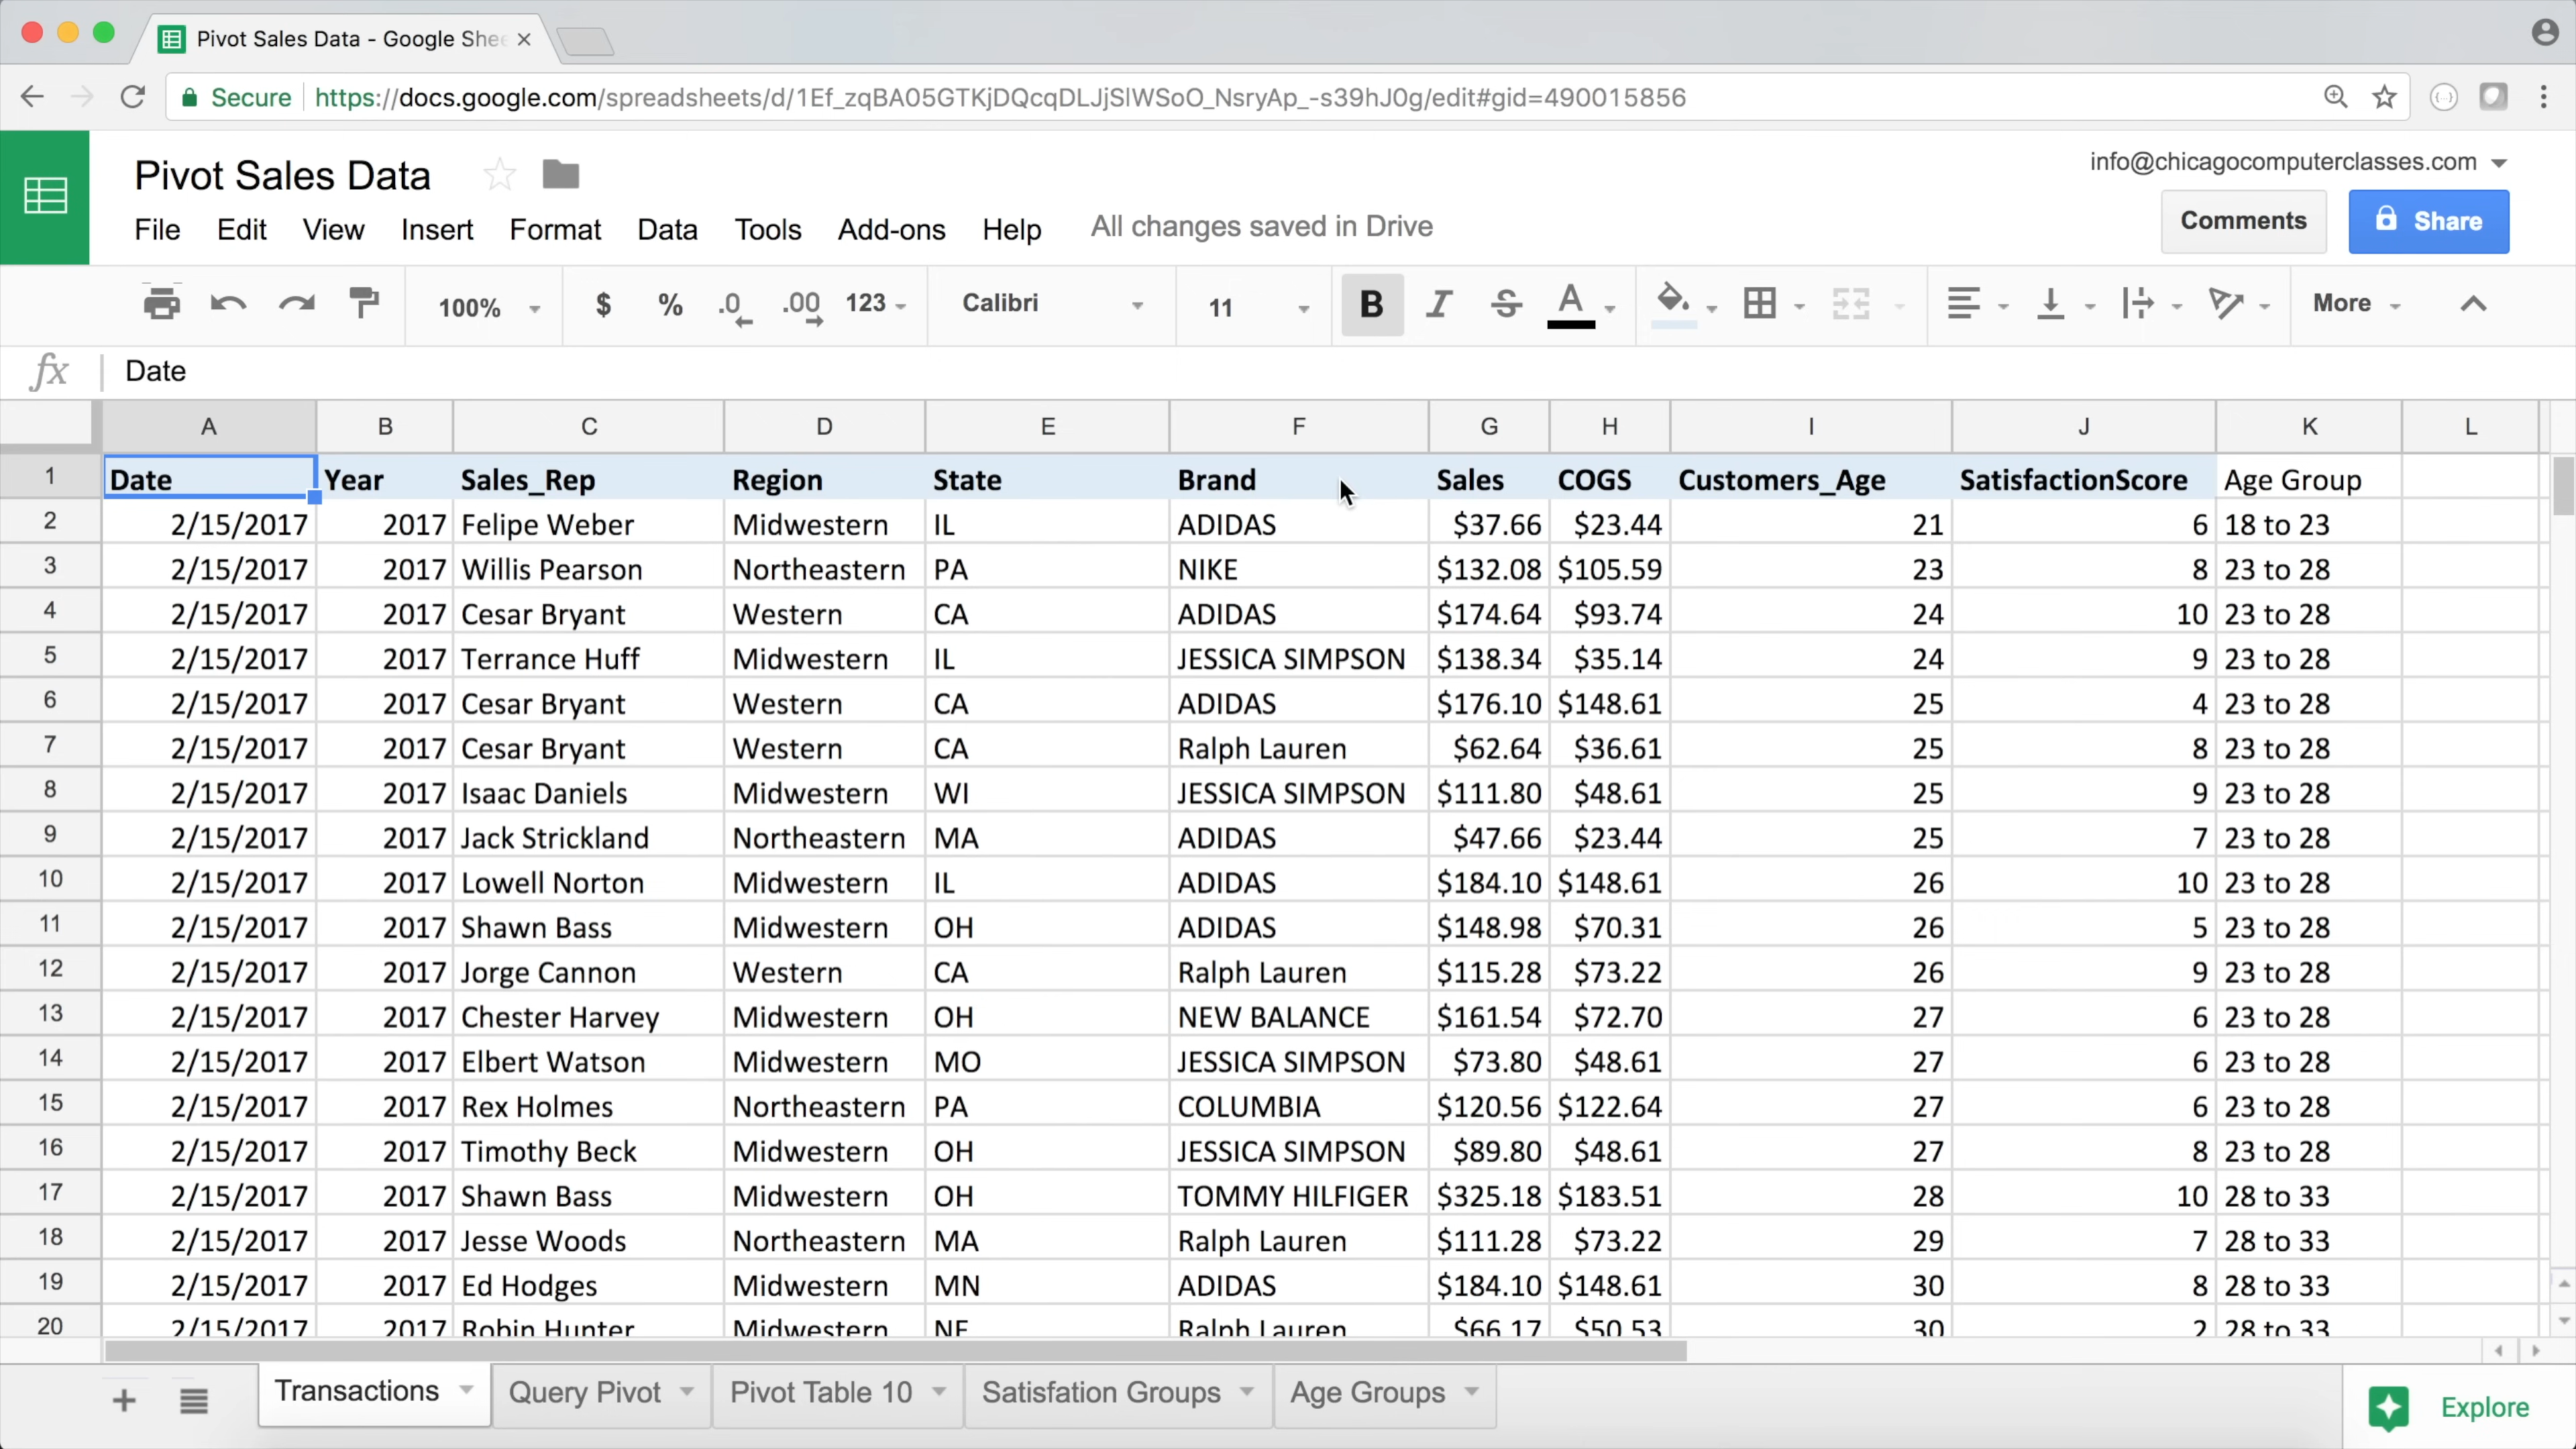 Pivot Sales Data - Google Shee
Secure https://docs.google.com/spreadsheets/d/1Ef_zqBA05GTKjDQcqDLJjSlWSoO_NsryAp_-s39hJ0g/edit#gid=490015856
Pivot Sales Data
info@chicagocomputerclasses.com
File Edit View Insert Format Data Tools Add-ons Help All changes saved in Drive
Comments Share
100% $ % .0 .00 123 Calibri 11 B I S A More
fx Date
A B C D E F G H I J K L
1 Date Year Sales_Rep Region State Brand Sales COGS Customers_Age SatisfactionScore Age Group
2 2/15/2017 2017 Felipe Weber Midwestern IL ADIDAS $37.66 $23.44 21 6 18 to 23
3 2/15/2017 2017 Willis Pearson Northeastern PA NIKE $132.08 $105.59 23 8 23 to 28
4 2/15/2017 2017 Cesar Bryant Western CA ADIDAS $174.64 $93.74 24 10 23 to 28
5 2/15/2017 2017 Terrance Huff Midwestern IL JESSICA SIMPSON $138.34 $35.14 24 9 23 to 28
6 2/15/2017 2017 Cesar Bryant Western CA ADIDAS $176.10 $148.61 25 4 23 to 28
7 2/15/2017 2017 Cesar Bryant Western CA Ralph Lauren $62.64 $36.61 25 8 23 to 28
8 2/15/2017 2017 Isaac Daniels Midwestern WI JESSICA SIMPSON $111.80 $48.61 25 9 23 to 28
9 2/15/2017 2017 Jack Strickland Northeastern MA ADIDAS $47.66 $23.44 25 7 23 to 28
10 2/15/2017 2017 Lowell Norton Midwestern IL ADIDAS $184.10 $148.61 26 10 23 to 28
11 2/15/2017 2017 Shawn Bass Midwestern OH ADIDAS $148.98 $70.31 26 5 23 to 28
12 2/15/2017 2017 Jorge Cannon Western CA Ralph Lauren $115.28 $73.22 26 9 23 to 28
13 2/15/2017 2017 Chester Harvey Midwestern OH NEW BALANCE $161.54 $72.70 27 6 23 to 28
14 2/15/2017 2017 Elbert Watson Midwestern MO JESSICA SIMPSON $73.80 $48.61 27 6 23 to 28
15 2/15/2017 2017 Rex Holmes Northeastern PA COLUMBIA $120.56 $122.64 27 6 23 to 28
16 2/15/2017 2017 Timothy Beck Midwestern OH JESSICA SIMPSON $89.80 $48.61 27 8 23 to 28
17 2/15/2017 2017 Shawn Bass Midwestern OH TOMMY HILFIGER $325.18 $183.51 28 10 28 to 33
18 2/15/2017 2017 Jesse Woods Northeastern MA Ralph Lauren $111.28 $73.22 29 7 28 to 33
19 2/15/2017 2017 Ed Hodges Midwestern MN ADIDAS $184.10 $148.61 30 8 28 to 33
20 2/15/2017 2017 Robin Hunter Midwestern NE Ralph Lauren $66.17 $50.53 30 2 28 to 33
Transactions Query Pivot Pivot Table 10 Satisfation Groups Age Groups Explore